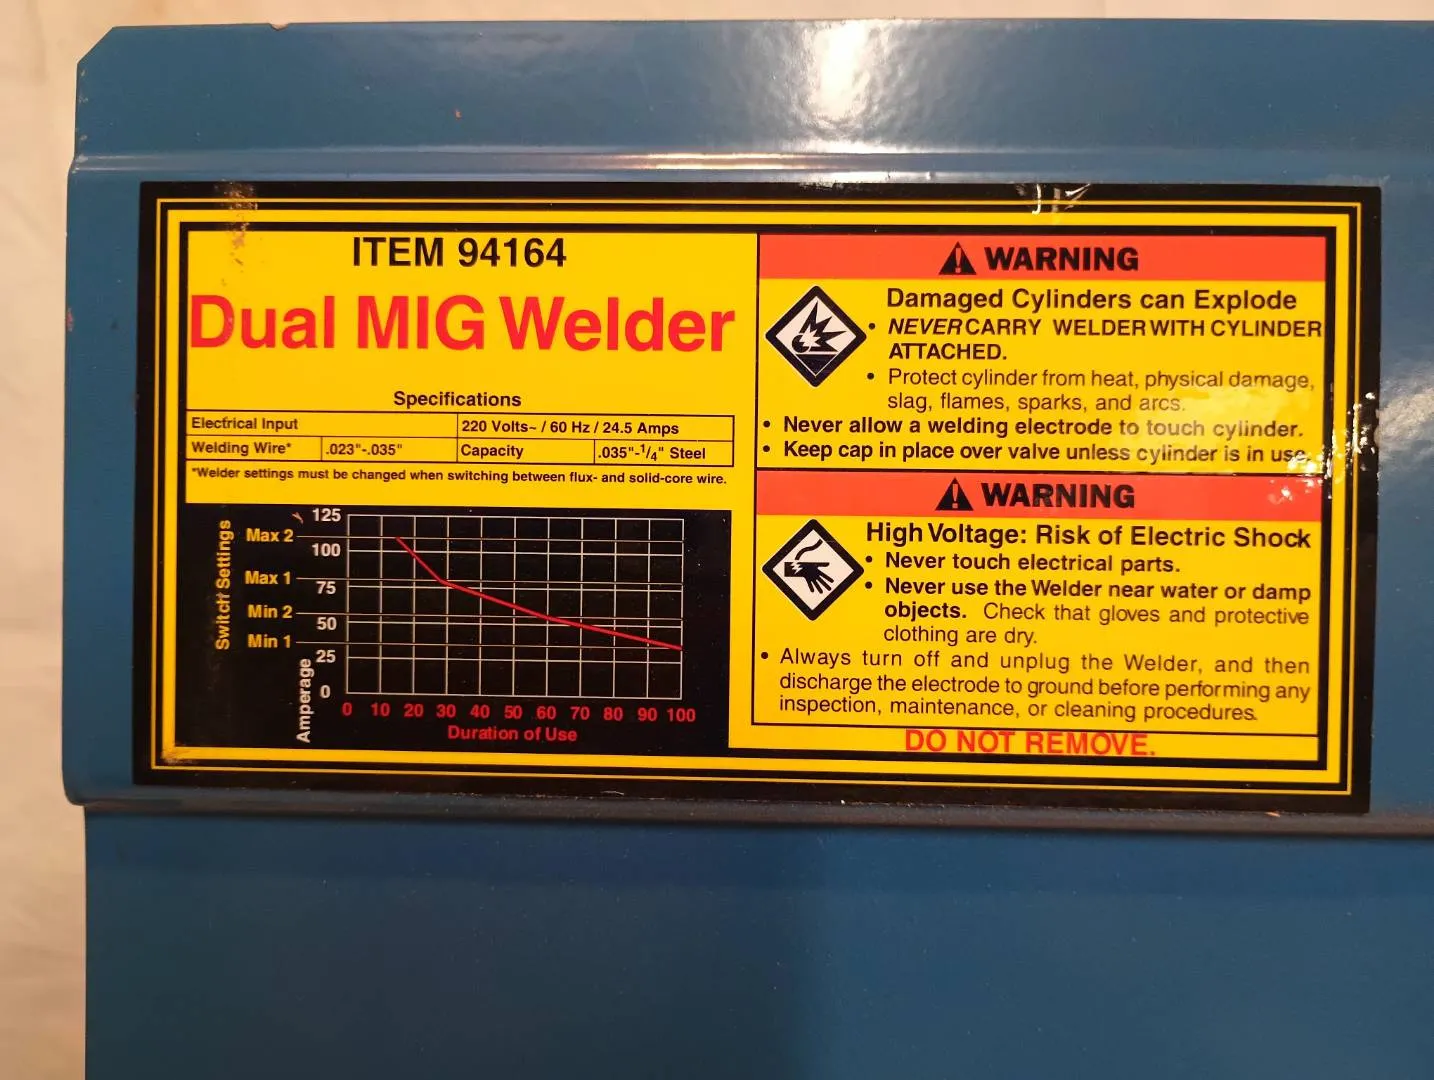 ITEM 94164
Dual MIG Welder
Specifications
Electrical Input 220 Volts~ / 60 Hz / 24.5 Amps
Welding Wire* .023"-.035" Capacity .035"-1/4" Steel
*Welder settings must be changed when switching between flux- and solid-core wire.
Switch Settings
Max 2
Max 1
Min 2
Min 1
Amperage
125
100
75
50
25
0
0 10 20 30 40 50 60 70 80 90 100
Duration of Use
WARNING
Damaged Cylinders can Explode
• NEVER CARRY WELDER WITH CYLINDER
ATTACHED.
• Protect cylinder from heat, physical damage,
slag, flames, sparks, and arcs.
• Never allow a welding electrode to touch cylinder.
• Keep cap in place over valve unless cylinder is in use.
WARNING
High Voltage: Risk of Electric Shock
• Never touch electrical parts.
• Never use the Welder near water or damp
objects. Check that gloves and protective
clothing are dry.
• Always turn off and unplug the Welder, and then
discharge the electrode to ground before performing any
inspection, maintenance, or cleaning procedures.
DO NOT REMOVE.